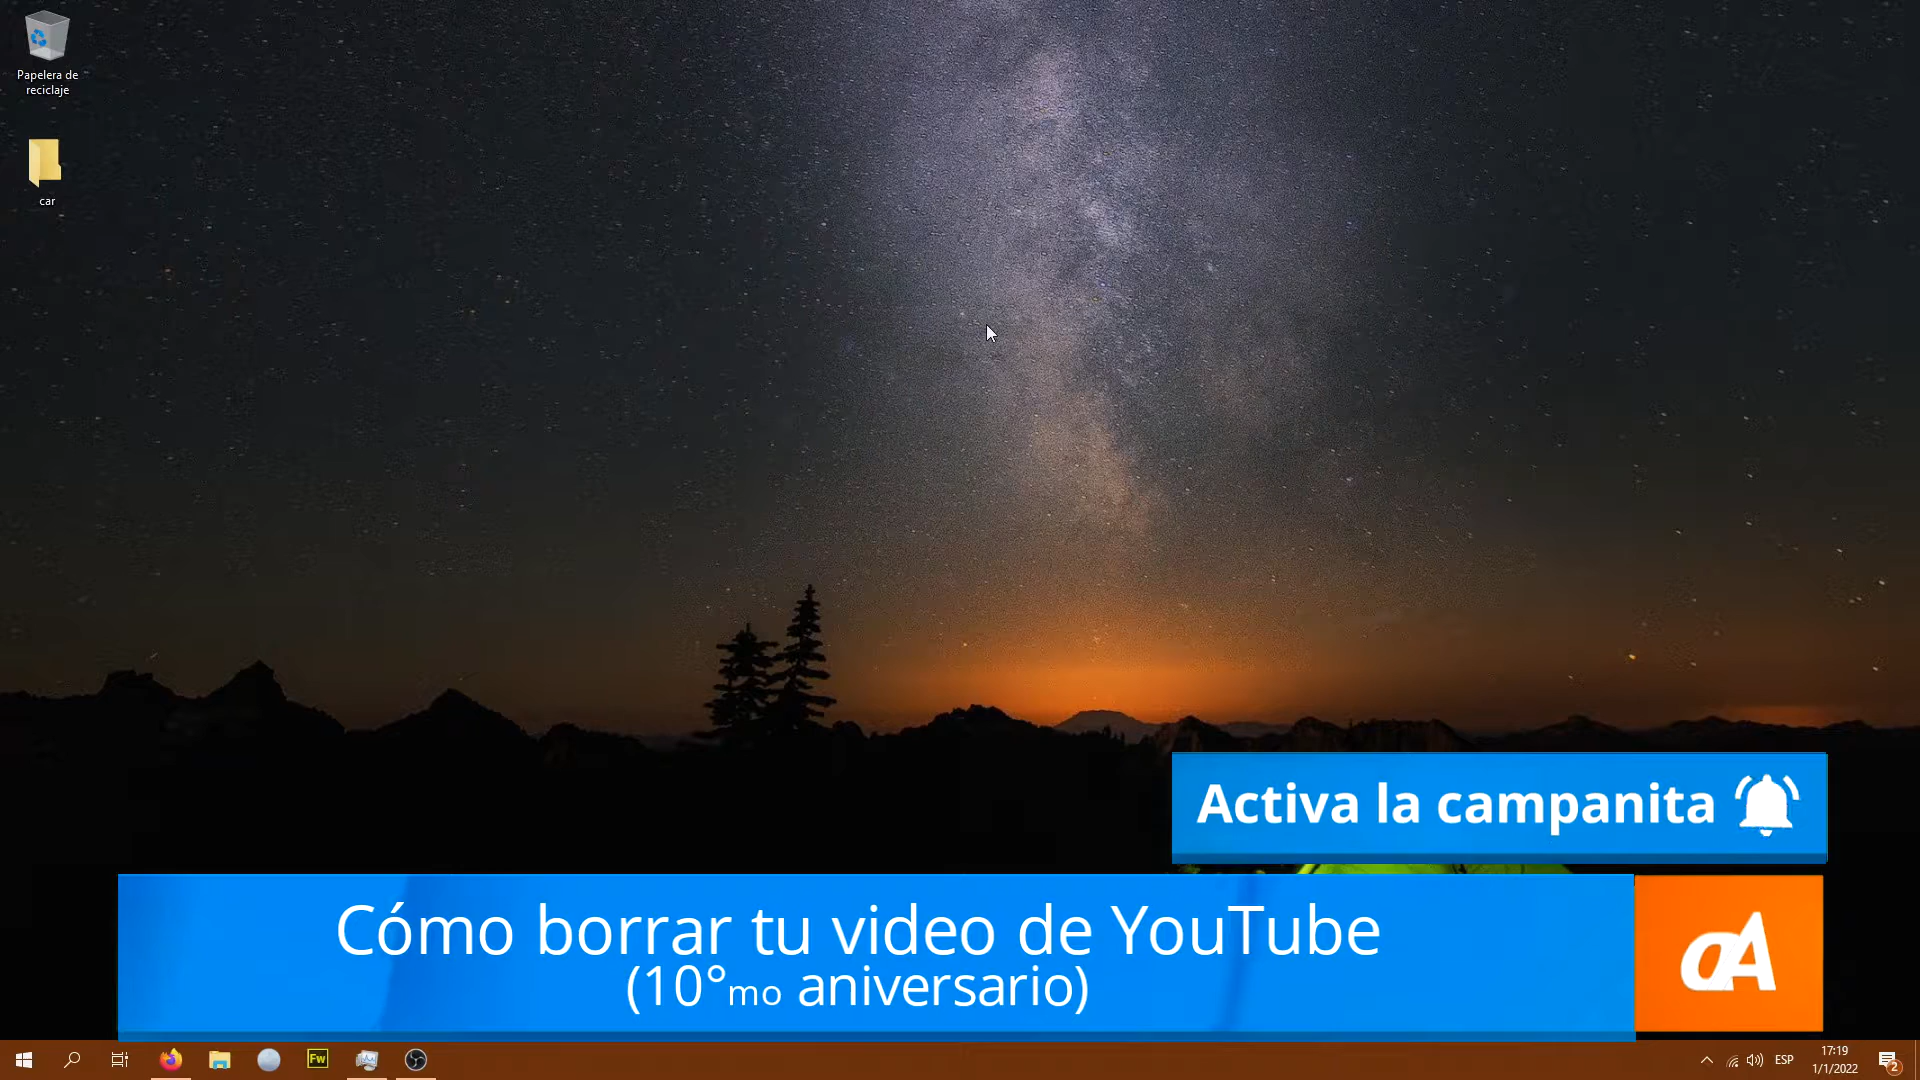 Papelera de
reciclaje
car
Activa la campanita
Cómo borrar tu video de YouTube
(10°mo aniversario)
aA
Fw
ESP
17:19
1/1/2022
2